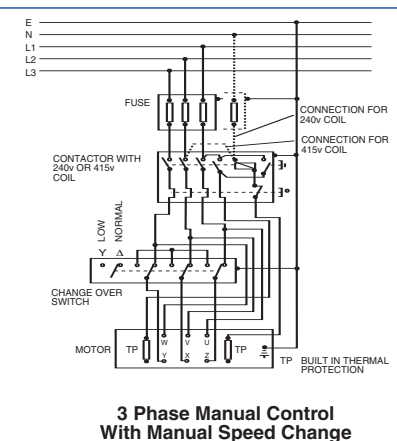 E
N
L1
L2
L3
FUSE
CONNECTION FOR
240v COIL
CONNECTION FOR
415v COIL
CONTACTOR WITH
240v OR 415v
COIL
LOW
NORMAL
Y Δ
CHANGE OVER
SWITCH
MOTOR TP W V U TP
Y X Z
TP BUILT IN THERMAL
PROTECTION
3 Phase Manual Control
With Manual Speed Change